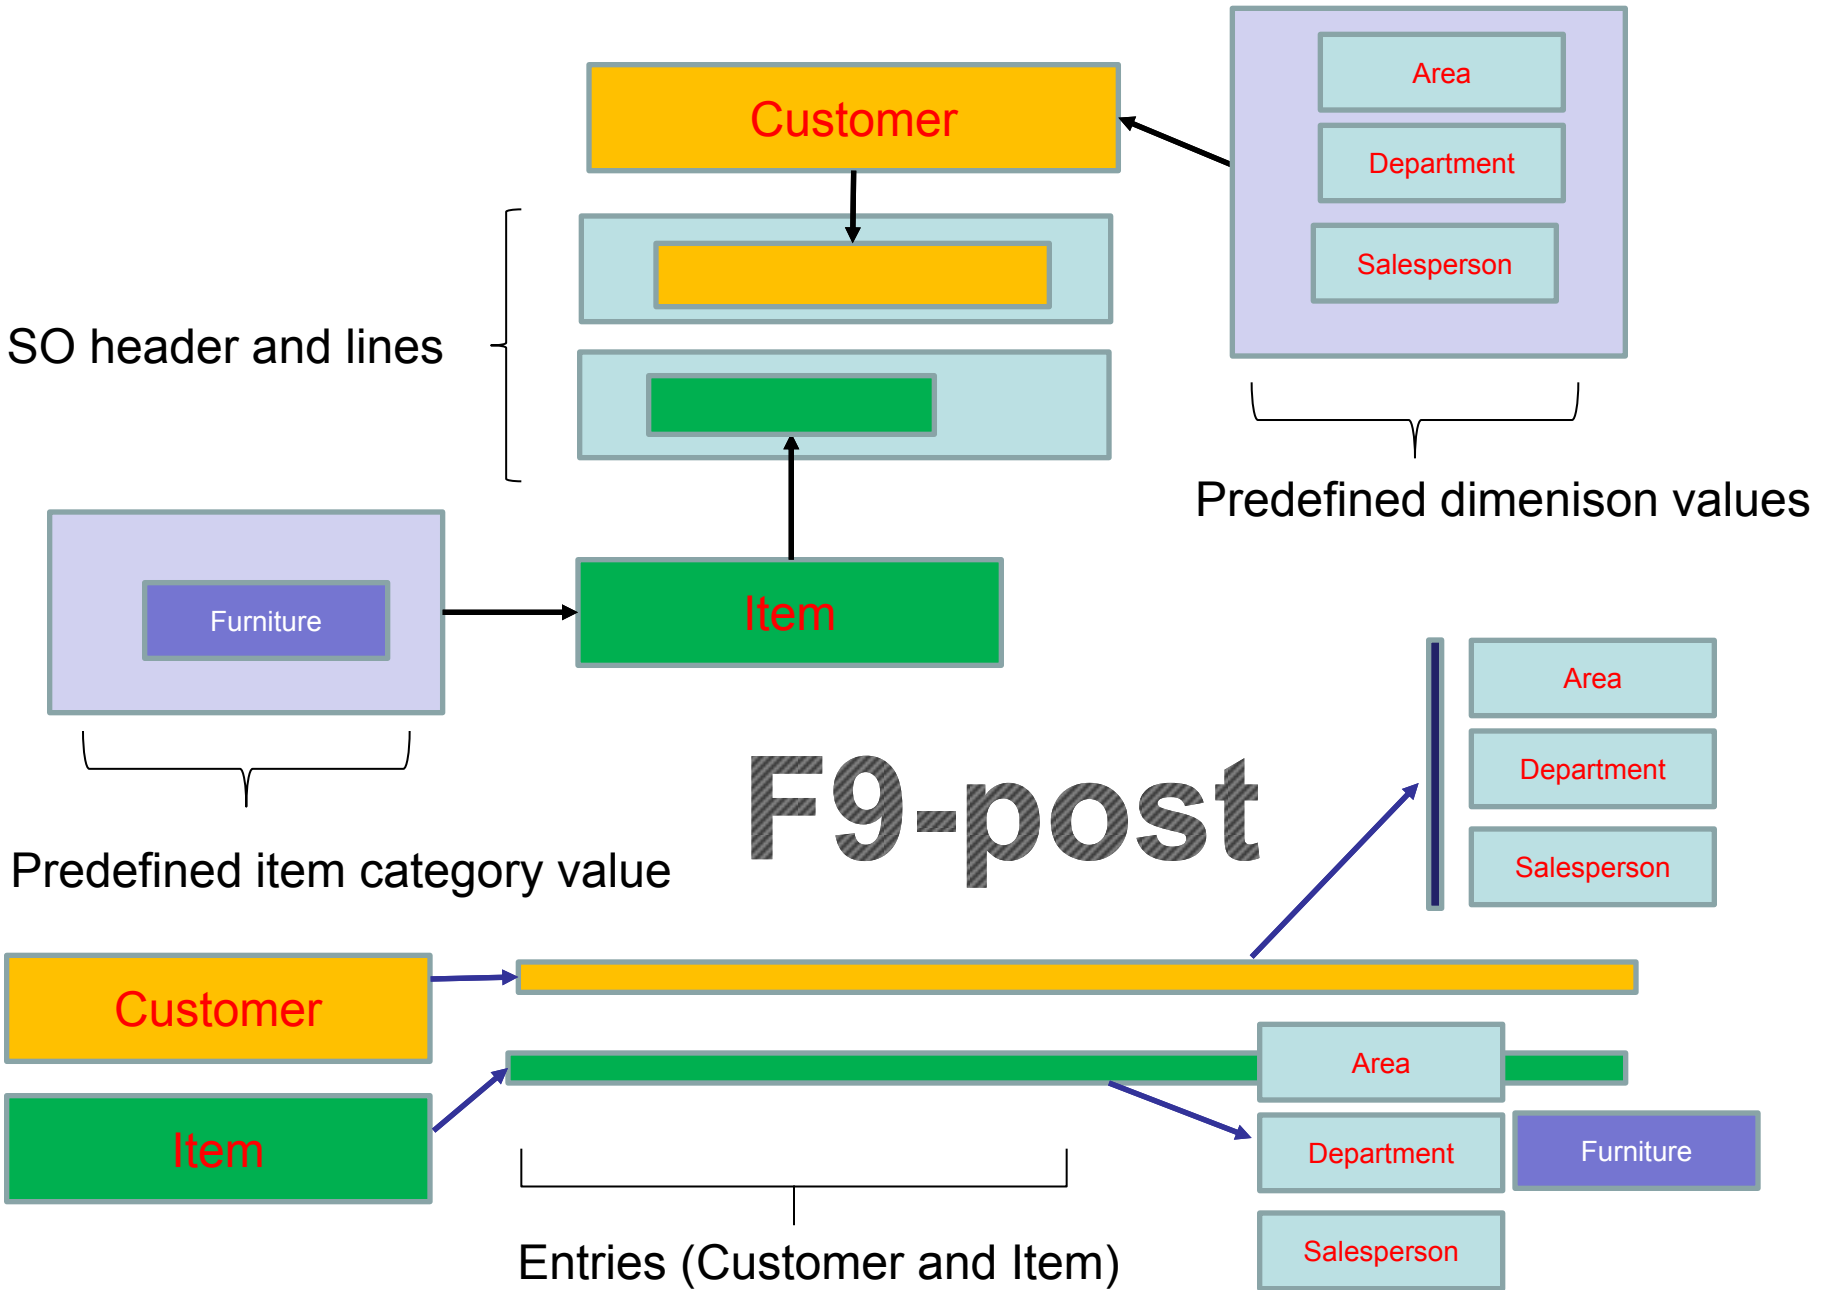 Area
Customer
Department
Salesperson
SO header and lines
Predefined dimenison values
Furniture
Item
Area
F9-post
Department
Predefined item category value
Salesperson
Customer
Area
Item
Department
Furniture
Entries (Customer and Item)
Salesperson